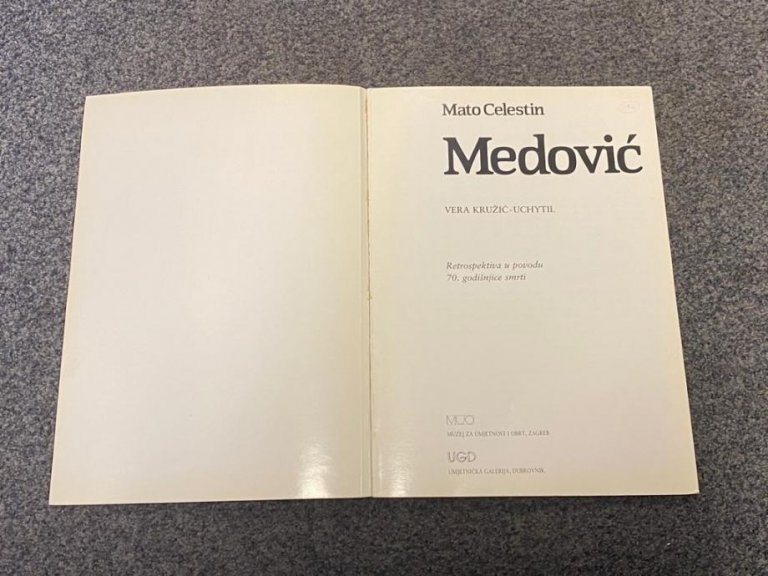 Mato Celestin
Medović
VERA KRUŽIĆ-UCHYTIL
Retrospektiva u povodu
70. godišnjice smrti
MUO
MUZEJ ZA UMJETNOST I OBRT, ZAGREB
UGD
UMJETNIČKA GALERIJA, DUBROVNIK